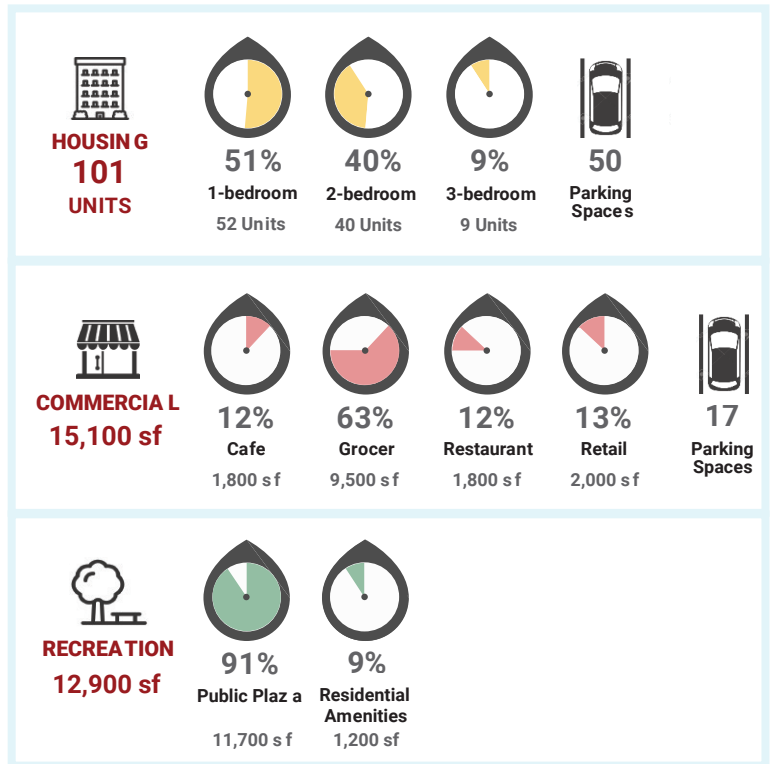 HOUSING
101
UNITS
51%
1-bedroom
52 Units
40%
2-bedroom
40 Units
9%
3-bedroom
9 Units
50
Parking
Spaces
COMMERCIAL
15,100 sf
12%
Cafe
1,800 sf
63%
Grocer
9,500 sf
12%
Restaurant
1,800 sf
13%
Retail
2,000 sf
17
Parking
Spaces
RECREATION
12,900 sf
91%
Public Plaza
11,700 sf
9%
Residential
Amenities
1,200 sf